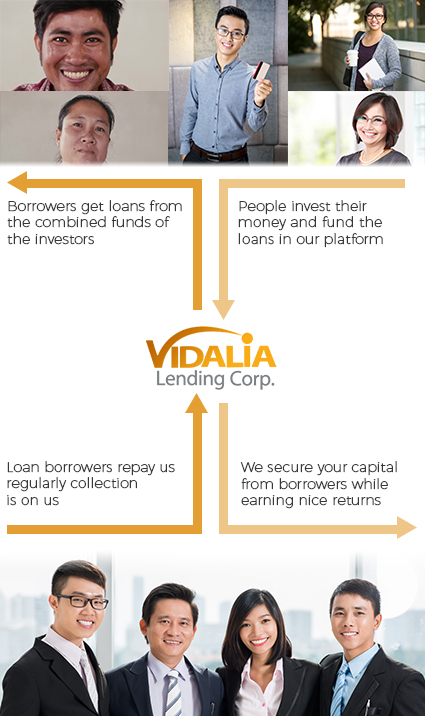 Borrowers get loans from
the combined funds of
the investors
People invest their
money and fund the
loans in our platform
VIDALIA
Lending Corp.
Loan borrowers repay us
regularly collection
is on us
We secure your capital
from borrowers while
earning nice returns